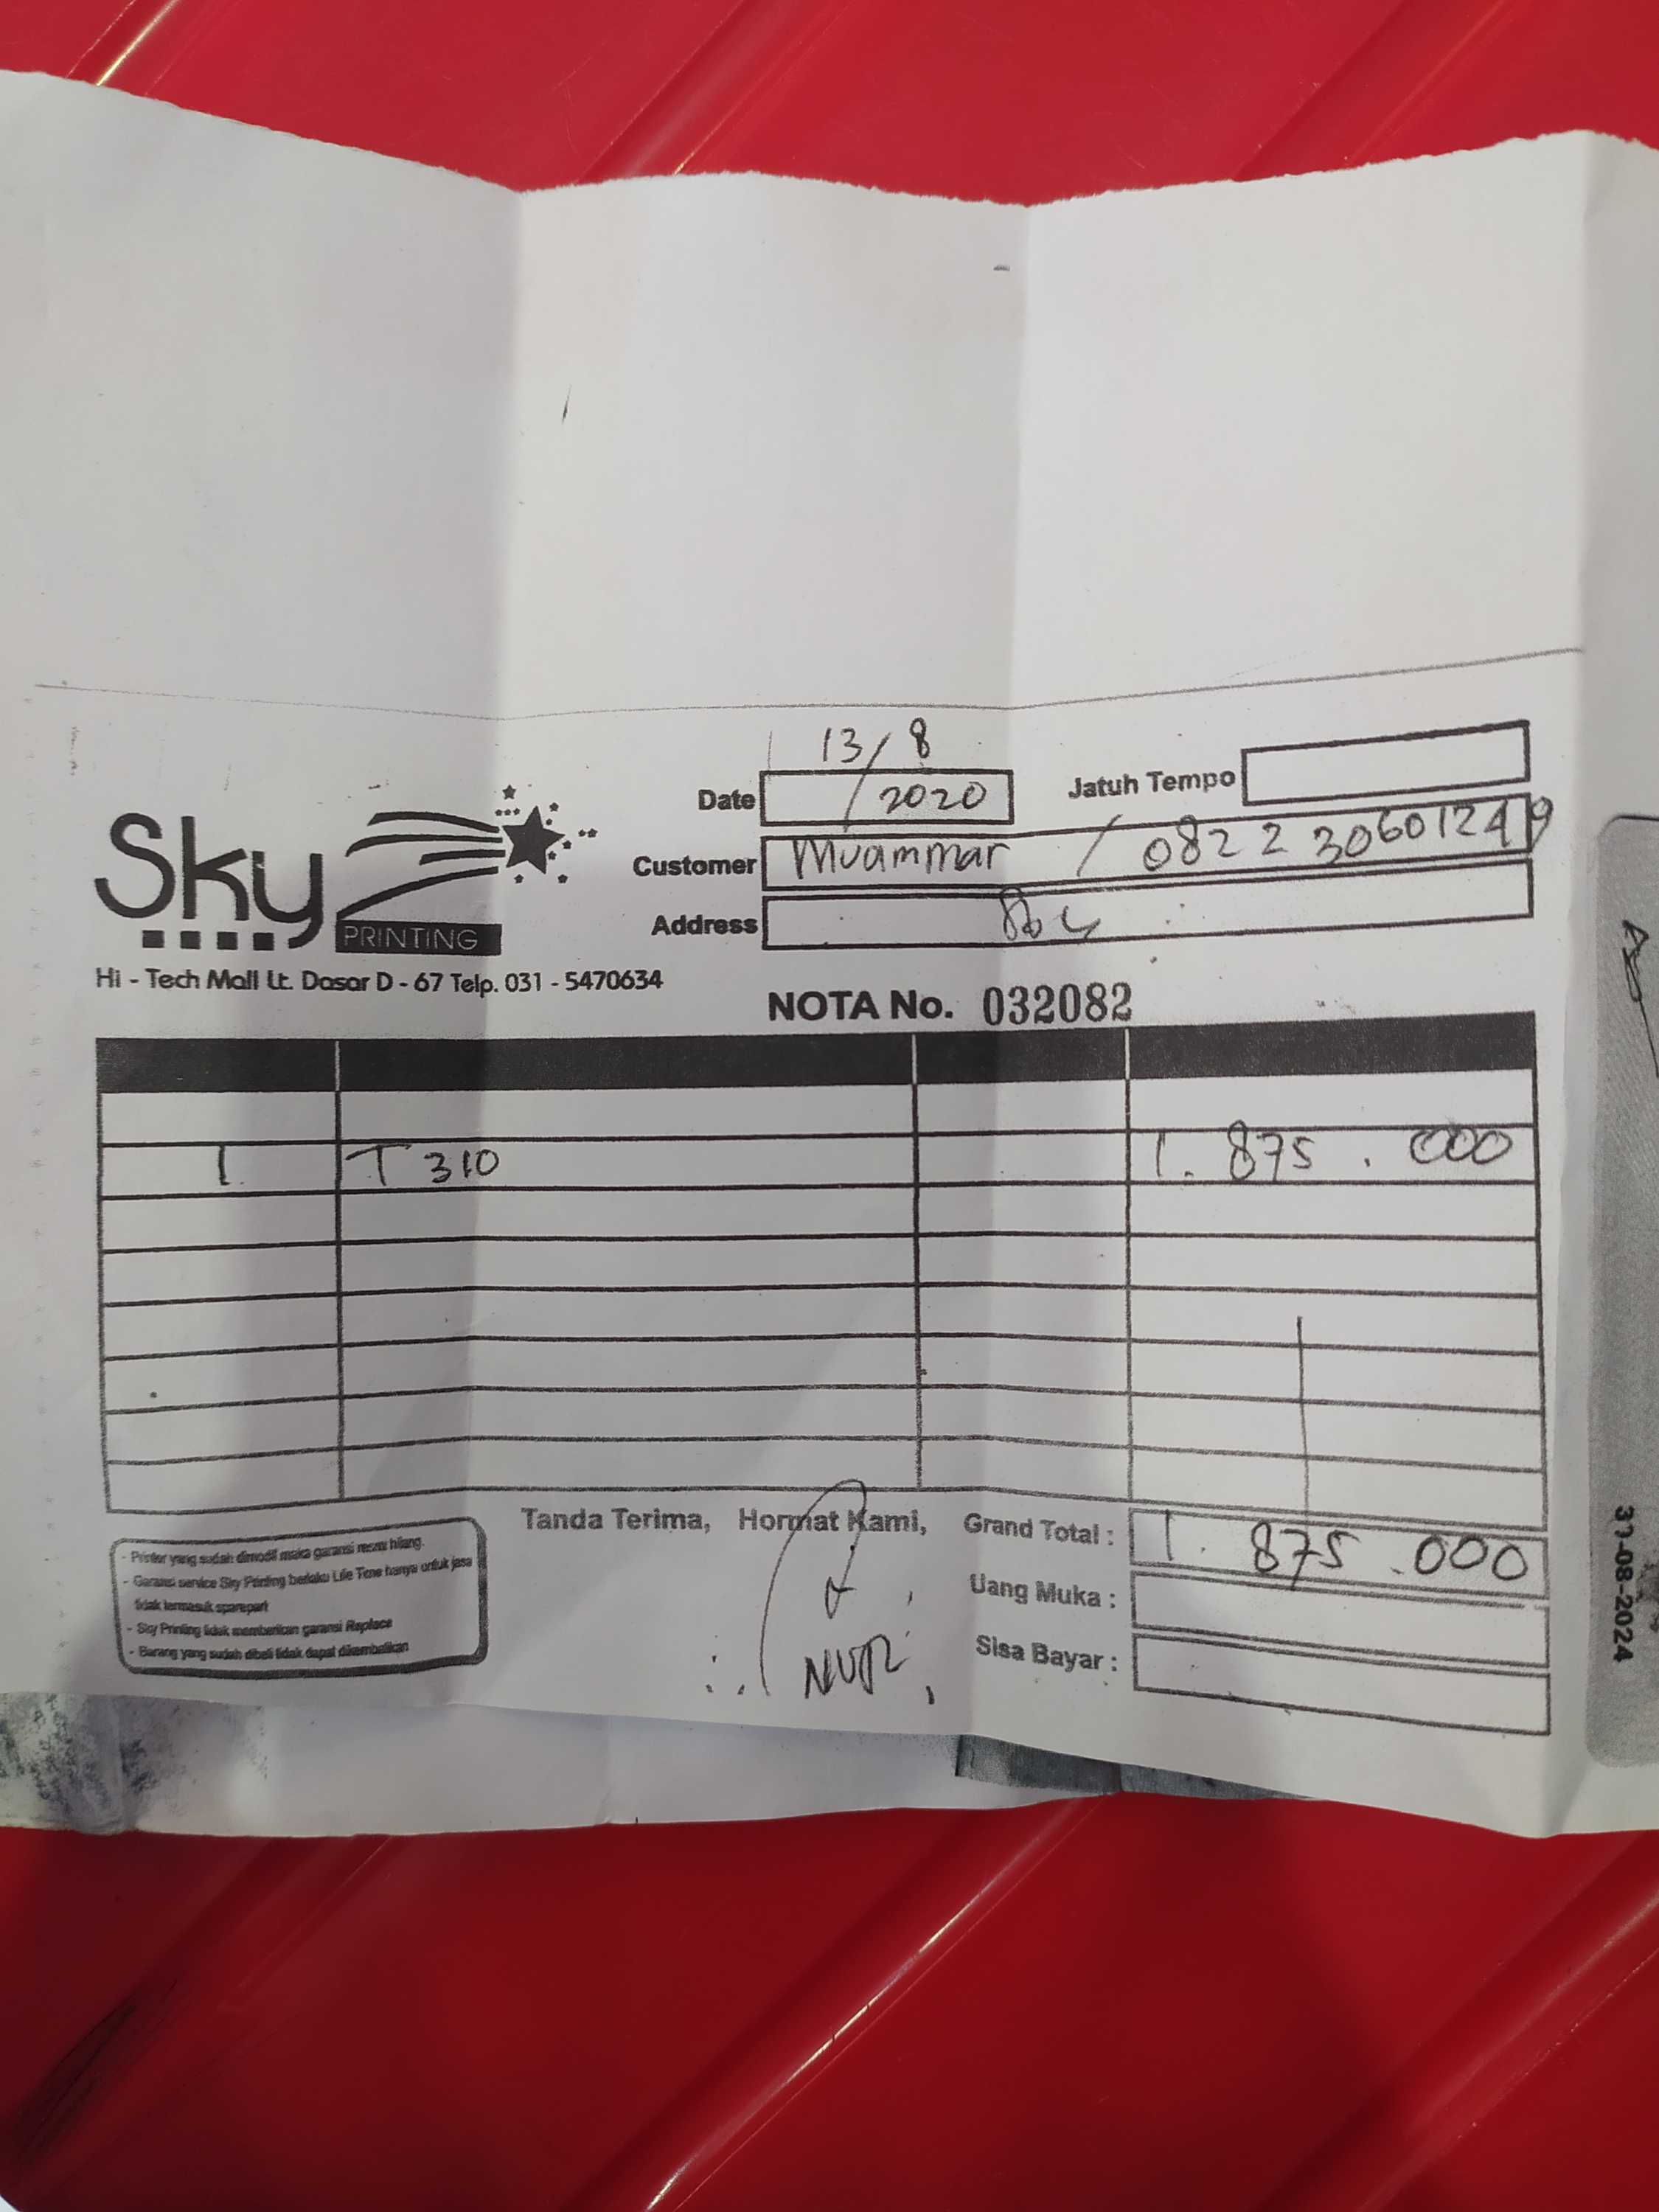 13/8
Date /2020
Jatuh Tempo
Sky PRINTING
Customer Muammar / 082230601249
Address
Hi - Tech Mall Lt. Dasar D - 67 Telp. 031 - 5470634
NOTA No. 032082
1 T 310 1. 875 . 000
Tanda Terima, Hormat Kami, Grand Total : 1. 875 .000
Uang Muka :
Sisa Bayar :
NUR
- Printer yang sudah dimodif maka garansi resmi hilang.
- Garansi service Sky Printing berlaku Life Time hanya untuk jasa
tidak termasuk sparepart
- Sky Printing tidak memberikan garansi Replace
- Barang yang sudah dibeli tidak dapat dikembalikan
37-08-2024